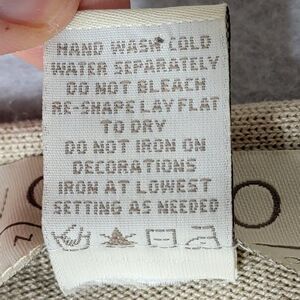 HAND WASH COLD
WATER SEPARATELY
DO NOT BLEACH
RE-SHAPE LAY FLAT
TO DRY
DO NOT IRON ON
DECORATIONS
IRON AT LOWEST
SETTING AS NEEDED